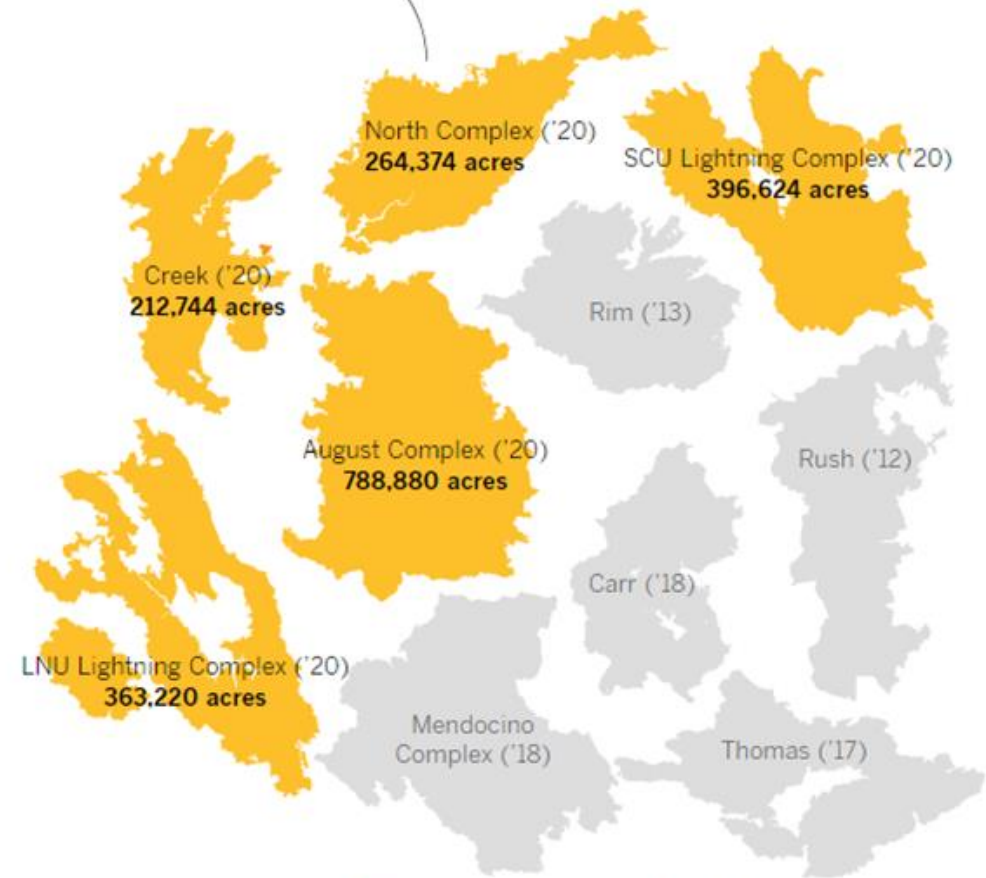 North Complex (’20)
264,374 acres
SCU Lightning Complex (’20)
396,624 acres
Creek (’20)
212,744 acres
Rim (’13)
August Complex (’20)
788,880 acres
Rush (’12)
Carr (’18)
LNU Lightning Complex (’20)
363,220 acres
Mendocino
Complex (’18)
Thomas (’17)